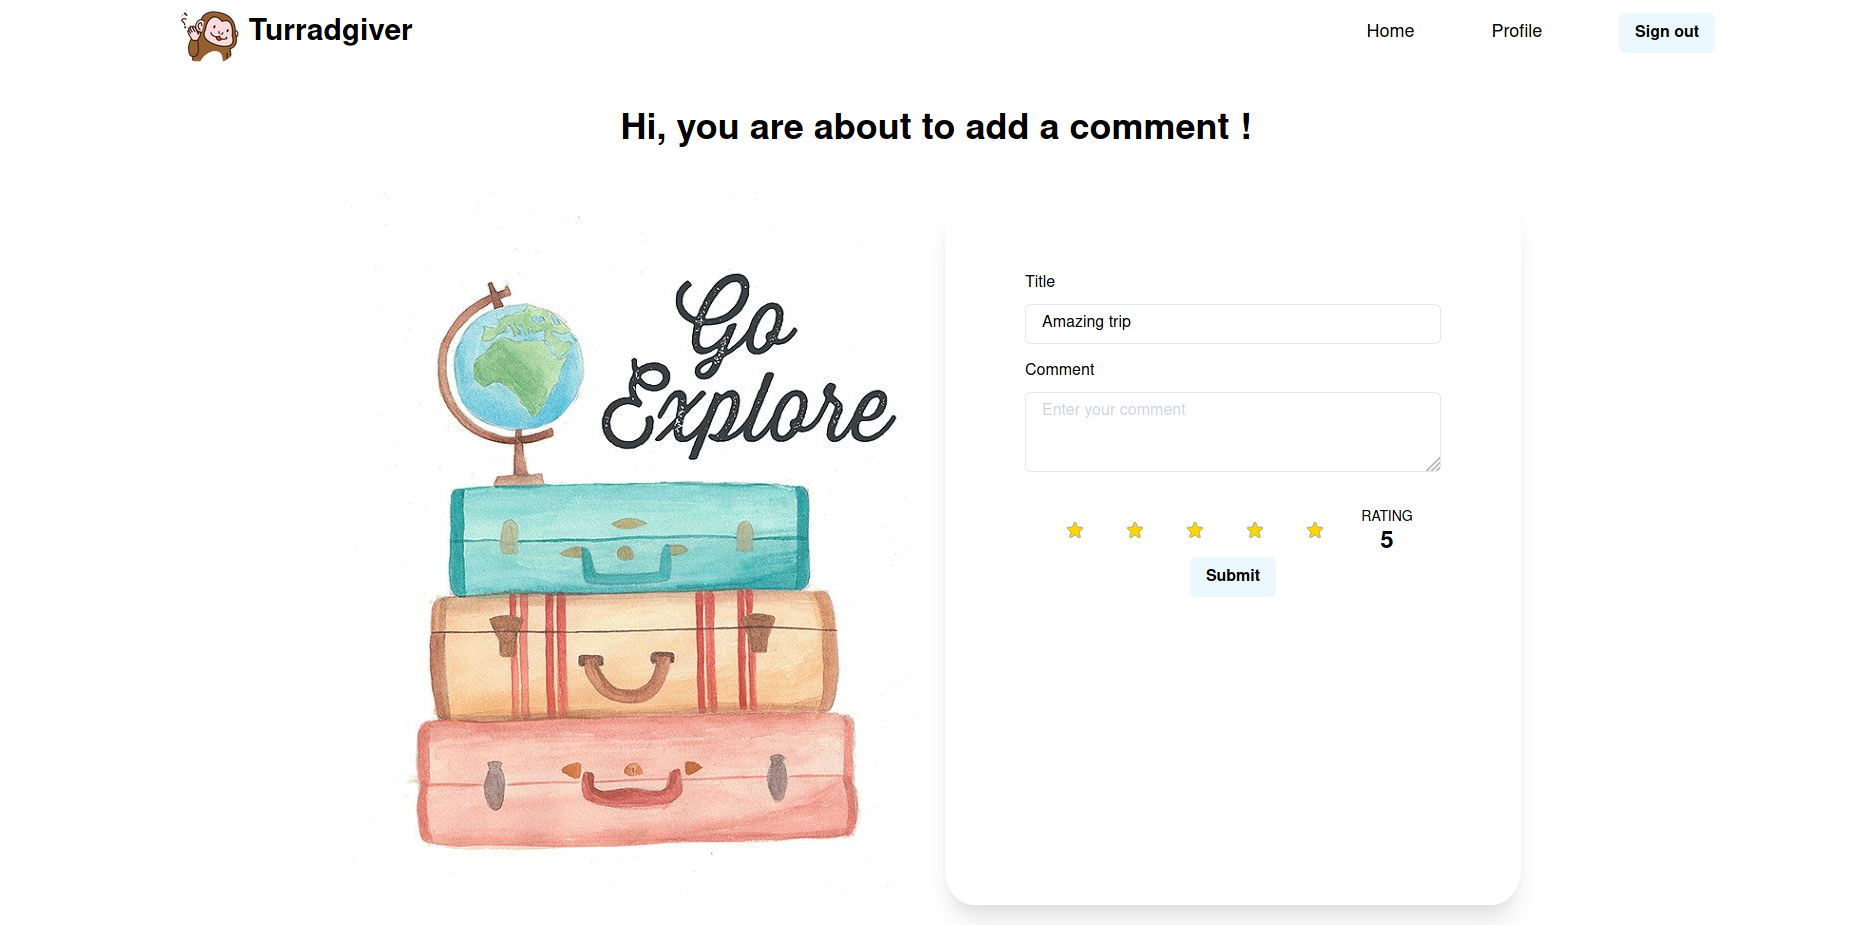 Turradgiver
Home
Profile
Sign out
Hi, you are about to add a comment !
Go
Explore
Title
Amazing trip
Comment
Enter your comment
RATING
5
Submit